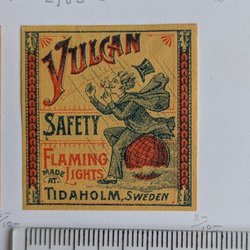 VULCAN
SAFETY
FLAMING
MADE AT LIGHTS
TIDAHOLM, SWEDEN